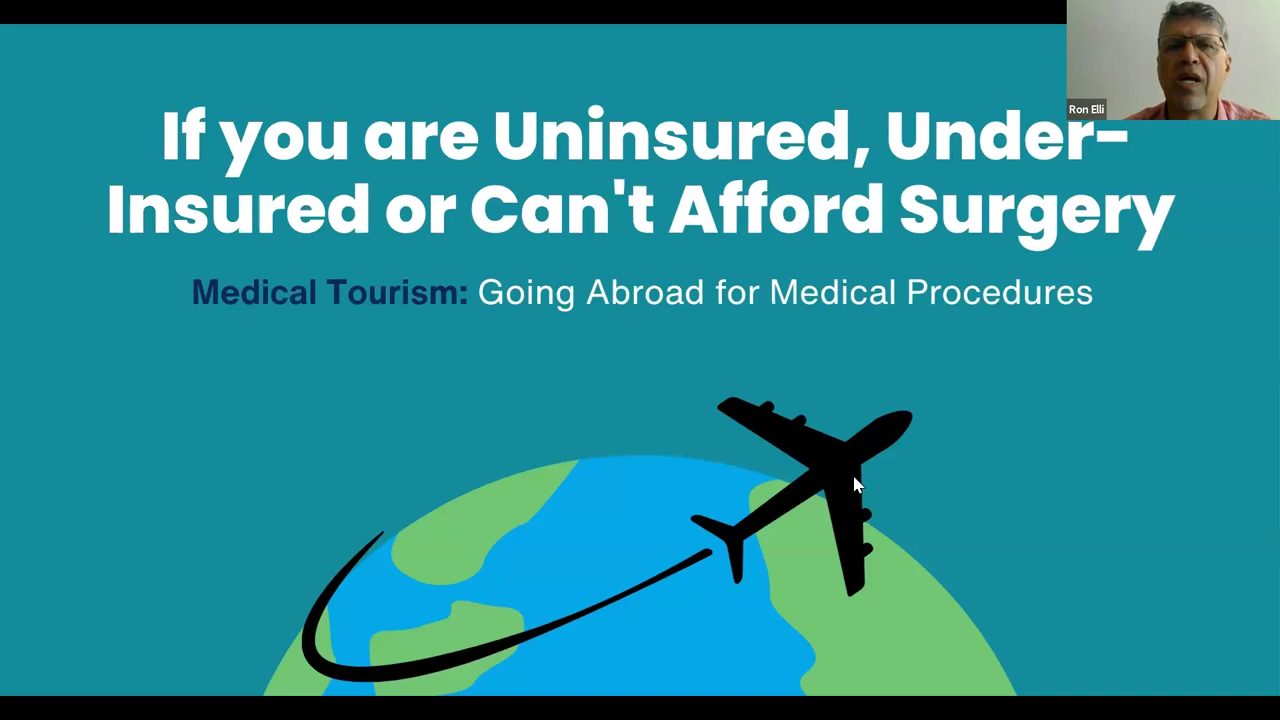 Ron Elli
If you are Uninsured, Under-
Insured or Can't Afford Surgery
Medical Tourism: Going Abroad for Medical Procedures